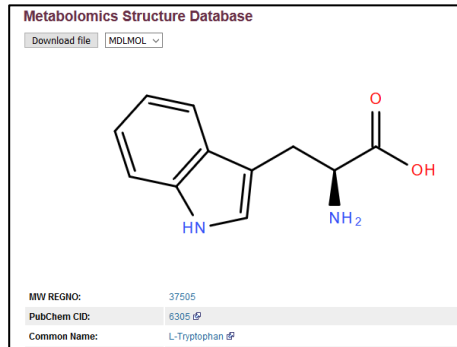 Metabolomics Structure Database
Download file MDLMOL
O
OH
NH2
HN
MW REGNO: 37505
PubChem CID: 6305
Common Name: L-Tryptophan